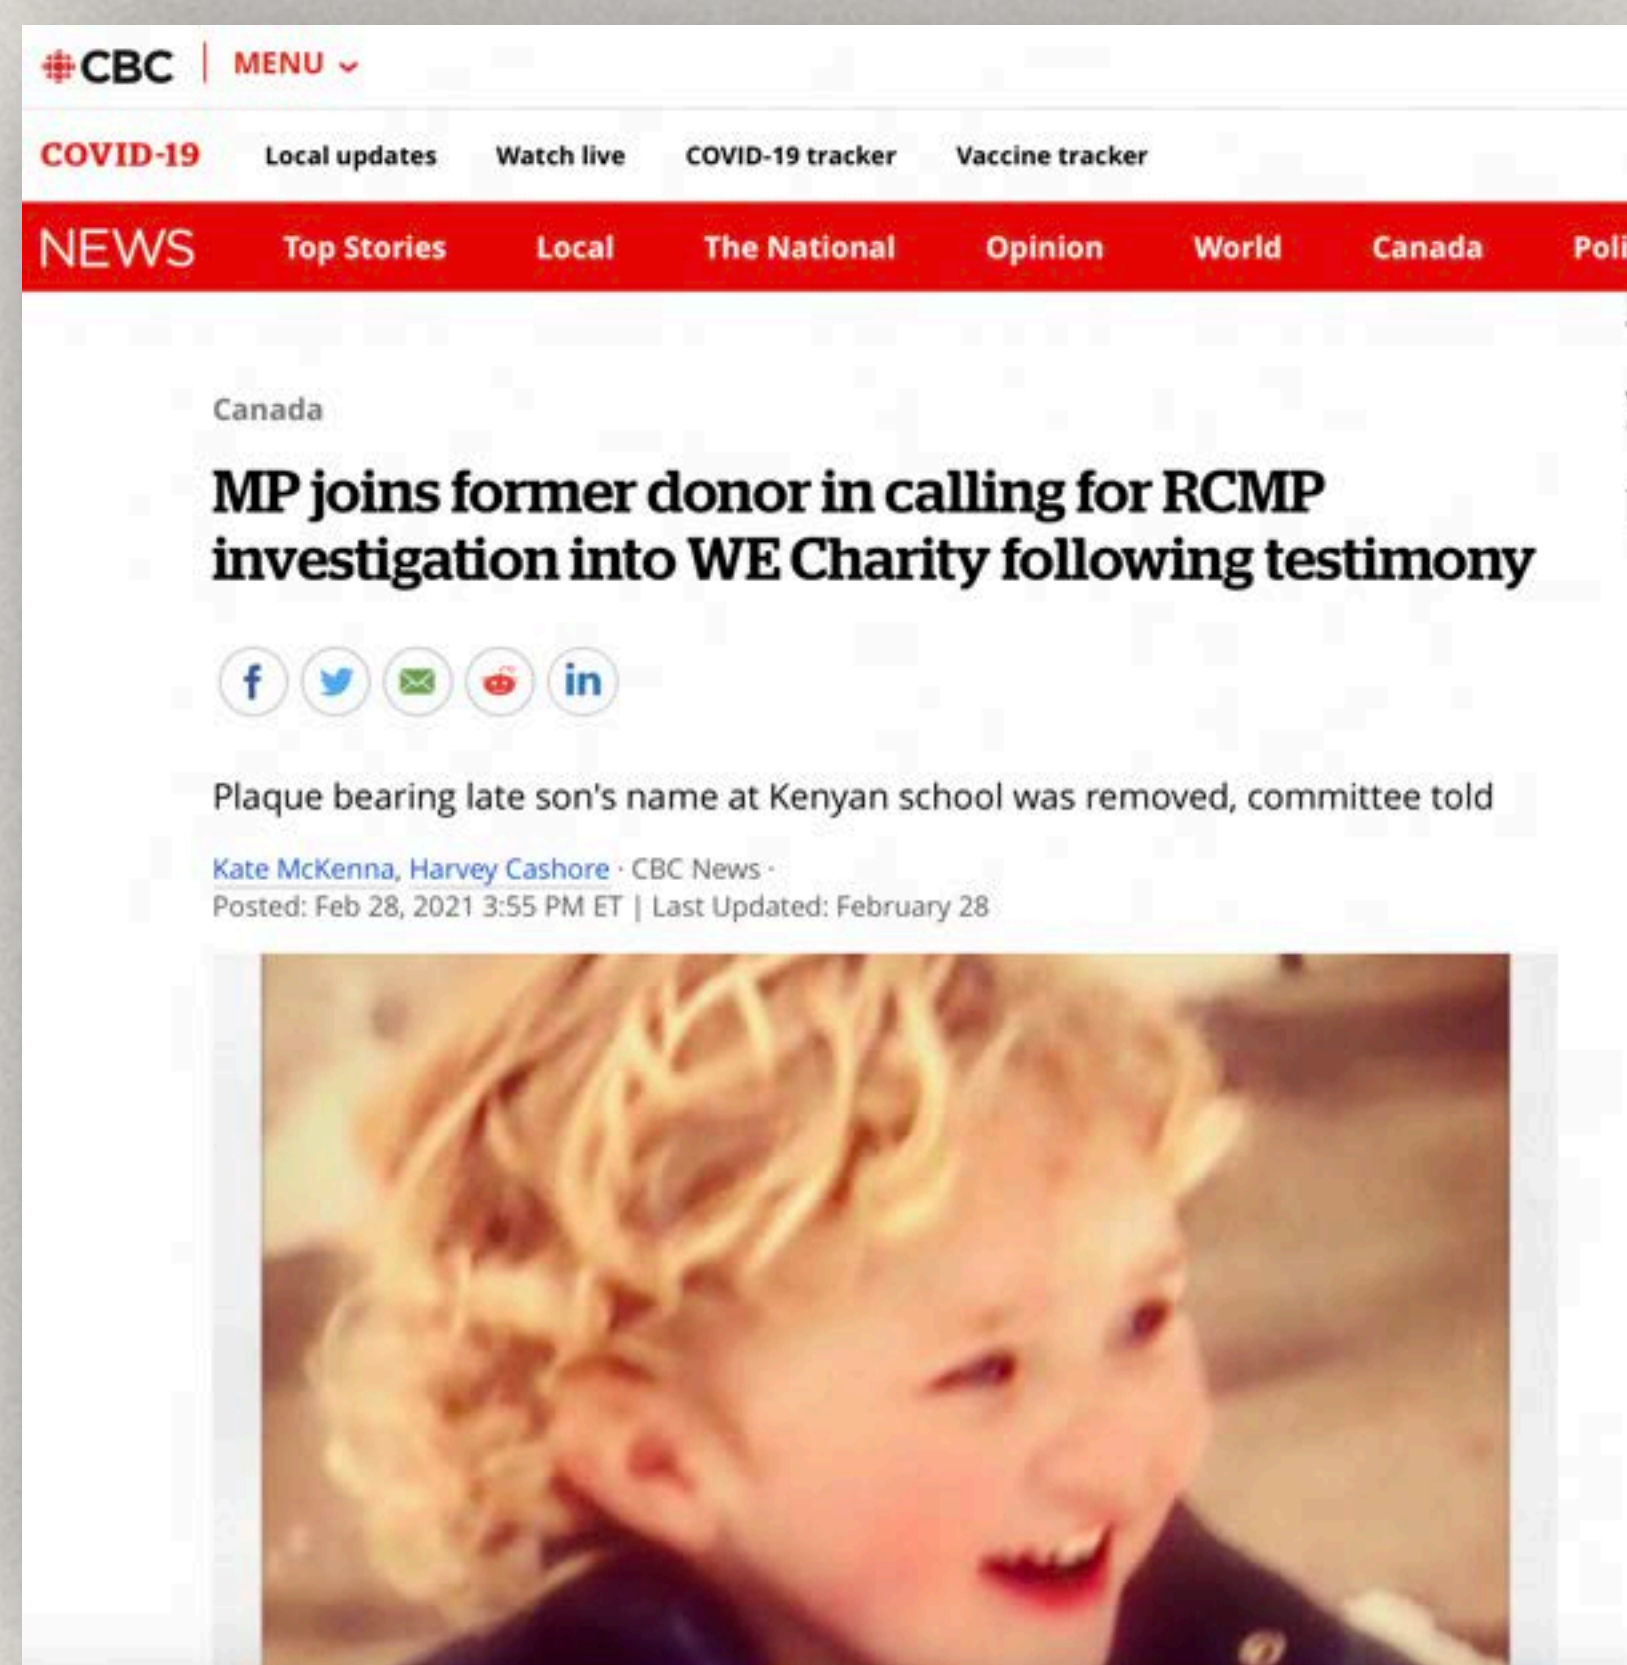 CBC MENU
COVID-19 Local updates Watch live COVID-19 tracker Vaccine tracker
NEWS Top Stories Local The National Opinion World Canada Poli
Canada
MP joins former donor in calling for RCMP
investigation into WE Charity following testimony
f in
Plaque bearing late son's name at Kenyan school was removed, committee told
Kate McKenna, Harvey Cashore · CBC News ·
Posted: Feb 28, 2021 3:55 PM ET | Last Updated: February 28